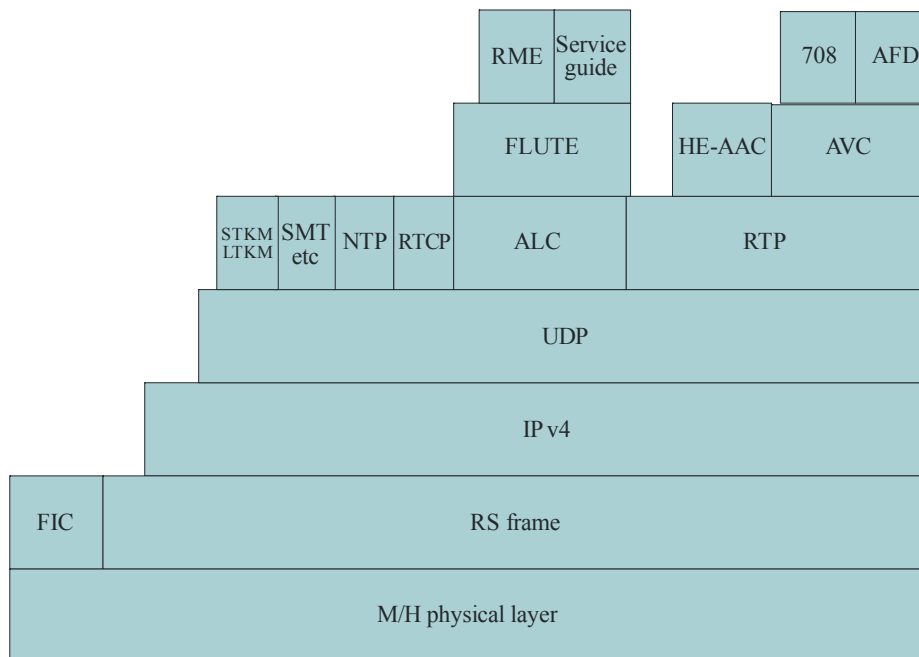 RME
Service
guide
708
AFD
FLUTE
HE-AAC
AVC
STKM
LTKM
SMT
etc
NTP
RTCP
ALC
RTP
UDP
IP v4
FIC
RS frame
M/H physical layer